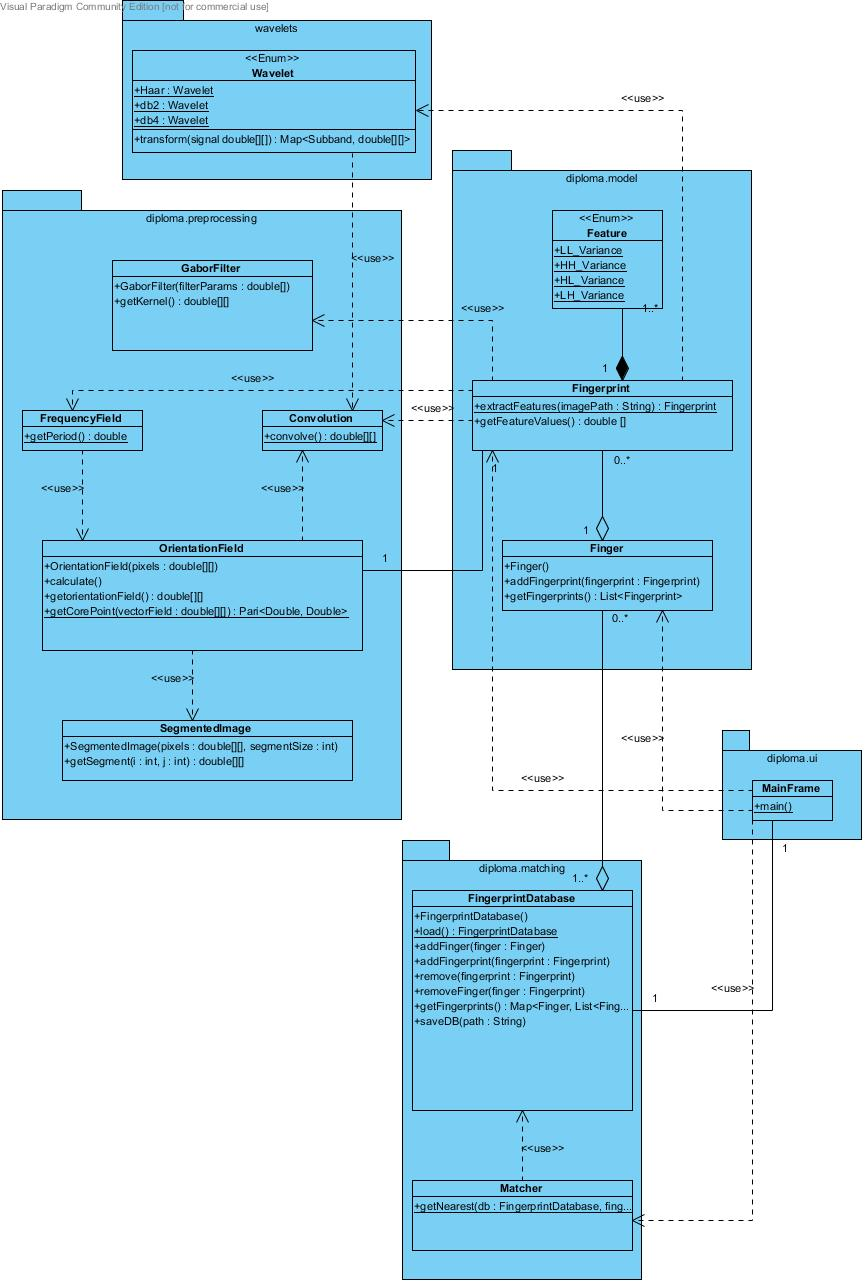 Visual Paradigm Community Edition [not for commercial use]
wavelets
<<Enum>>
Wavelet
+Haar : Wavelet
+db2 : Wavelet
+db4 : Wavelet
+transform(signal double[][]) : Map<Subband, double[][]>
<<use>>
diploma.model
<<Enum>>
Feature
+LL_Variance
+HH_Variance
+HL_Variance
+LH_Variance
1..*
diploma.preprocessing
<<use>>
GaborFilter
+GaborFilter(filterParams : double[])
+getKernel() : double[][]
<<use>>
1
<<use>>
Fingerprint
+extractFeatures(imagePath : String) : Fingerprint
+getFeatureValues() : double []
<<use>>
FrequencyField
+getPeriod() : double
Convolution
+convolve() : double[][]
1
0..*
<<use>>
<<use>>
1
1
OrientationField
+OrientationField(pixels : double[][])
+calculate()
+getorientationField() : double[][]
+getCorePoint(vectorField : double[][]) : Pari<Double, Double>
Finger
+Finger()
+addFingerprint(fingerprint : Fingerprint)
+getFingerprints() : List<Fingerprint>
0..*
<<use>>
SegmentedImage
+SegmentedImage(pixels : double[][], segmentSize : int)
+getSegment(i : int, j : int) : double[][]
<<use>>
<<use>>
diploma.ui
MainFrame
+main()
1
diploma.matching
1..*
FingerprintDatabase
+FingerprintDatabase()
+load() : FingerprintDatabase
+addFinger(finger : Finger)
+addFingerprint(fingerprint : Fingerprint)
+remove(fingerprint : Fingerprint)
+removeFinger(finger : Fingerprint)
+getFingerprints() : Map<Finger, List<Fing...
+saveDB(path : String)
1
<<use>>
<<use>>
Matcher
+getNearest(db : FingerprintDatabase, fing...